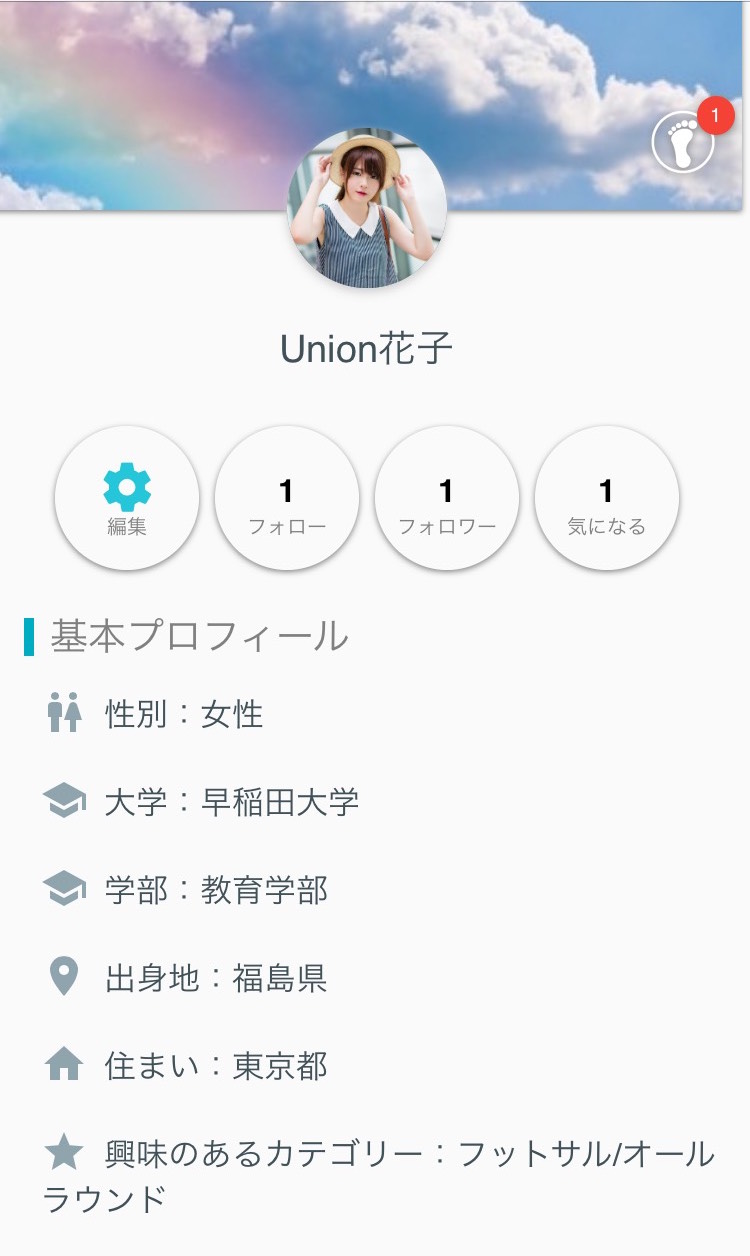 1
Union花子
編集
1
フォロー
1
フォロワー
1
気になる
基本プロフィール
性別：女性
大学：早稲田大学
学部：教育学部
出身地：福島県
住まい：東京都
興味のあるカテゴリー：フットサル/オール
ラウンド